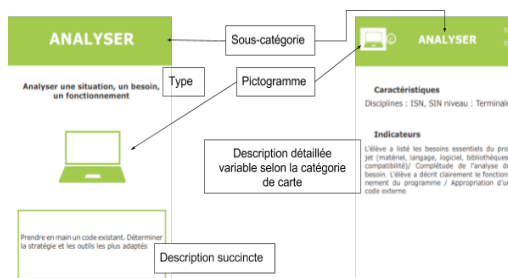 ANALYSER
Analyser une situation, un besoin,
un fonctionnement
Prendre en main un code existant. Déterminer
la stratégie et les outils les plus adaptés
Sous-catégorie
Type
Pictogramme
Description détaillée
variable selon la catégorie
de carte
Description succincte
ANALYSER
Caractéristiques
Disciplines : ISN, SIN niveau : Terminale
Indicateurs
L'élève a listé les besoins essentiels du pro
jet (matériel, langage, logiciel, bibliothèques
compatibilité)/ Complétude de l'analyse d
besoin. L'élève a décrit clairement le fonction
nement du programme / Appropriation d'u
code externe